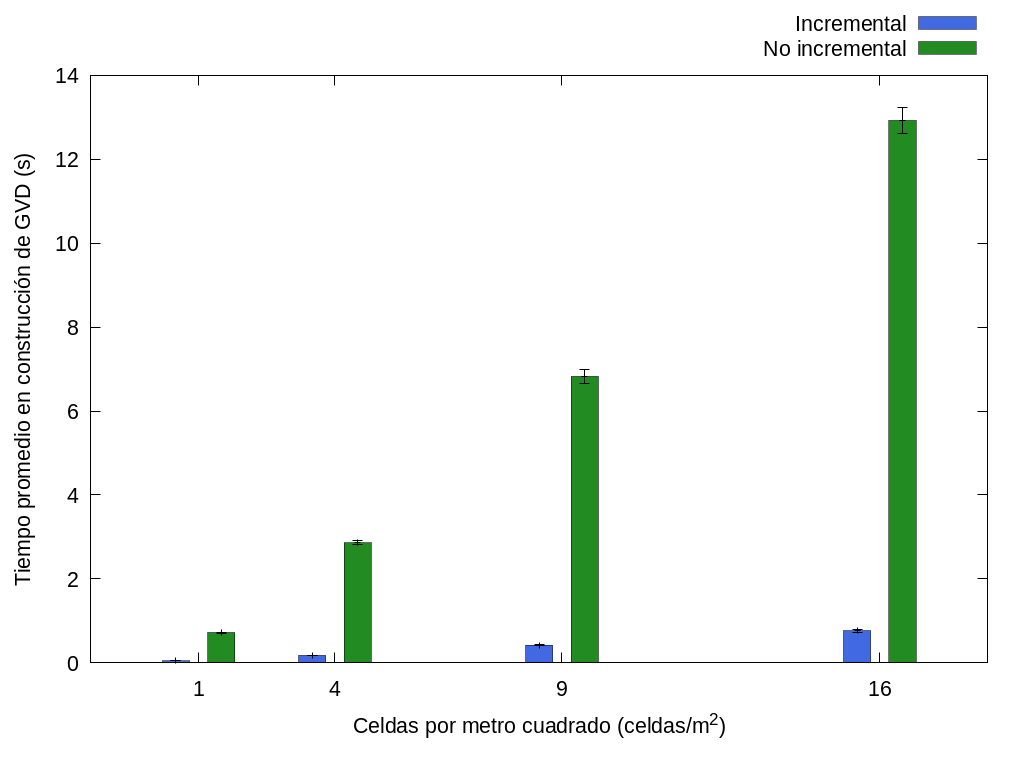 Incremental
No incremental
14
12
10
8
6
4
2
0
Tiempo promedio en construcción de GVD (s)
1 4 9 16
Celdas por metro cuadrado (celdas/m²)